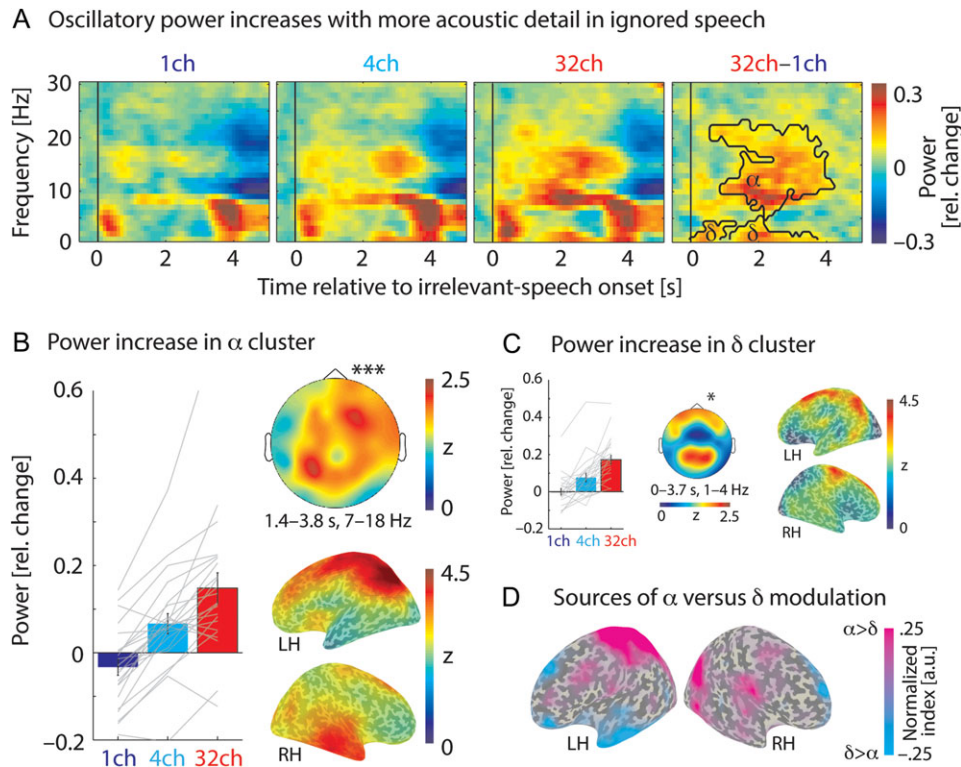 A Oscillatory power increases with more acoustic detail in ignored speech
1ch 4ch 32ch 32ch–1ch
Frequency [Hz]
30
20
10
0
0 2 4 0 2 4 0 2 4 0 2 4
α
δ δ
0.3
0
−0.3
Power
[rel. change]
Time relative to irrelevant-speech onset [s]
B Power increase in α cluster
Power [rel. change]
0.6
0.4
0.2
0
−0.2
1ch 4ch 32ch
***
2.5
z
0
1.4–3.8 s, 7–18 Hz
LH
RH
4.5
z
0
C Power increase in δ cluster
Power [rel. change]
0.6
0.4
0.2
0
−0.2
1ch 4ch 32ch
*
0–3.7 s, 1–4 Hz
0 z 2.5
LH
RH
4.5
z
0
D Sources of α versus δ modulation
LH RH
α>δ .25
δ>α −.25
Normalized
index [a.u.]